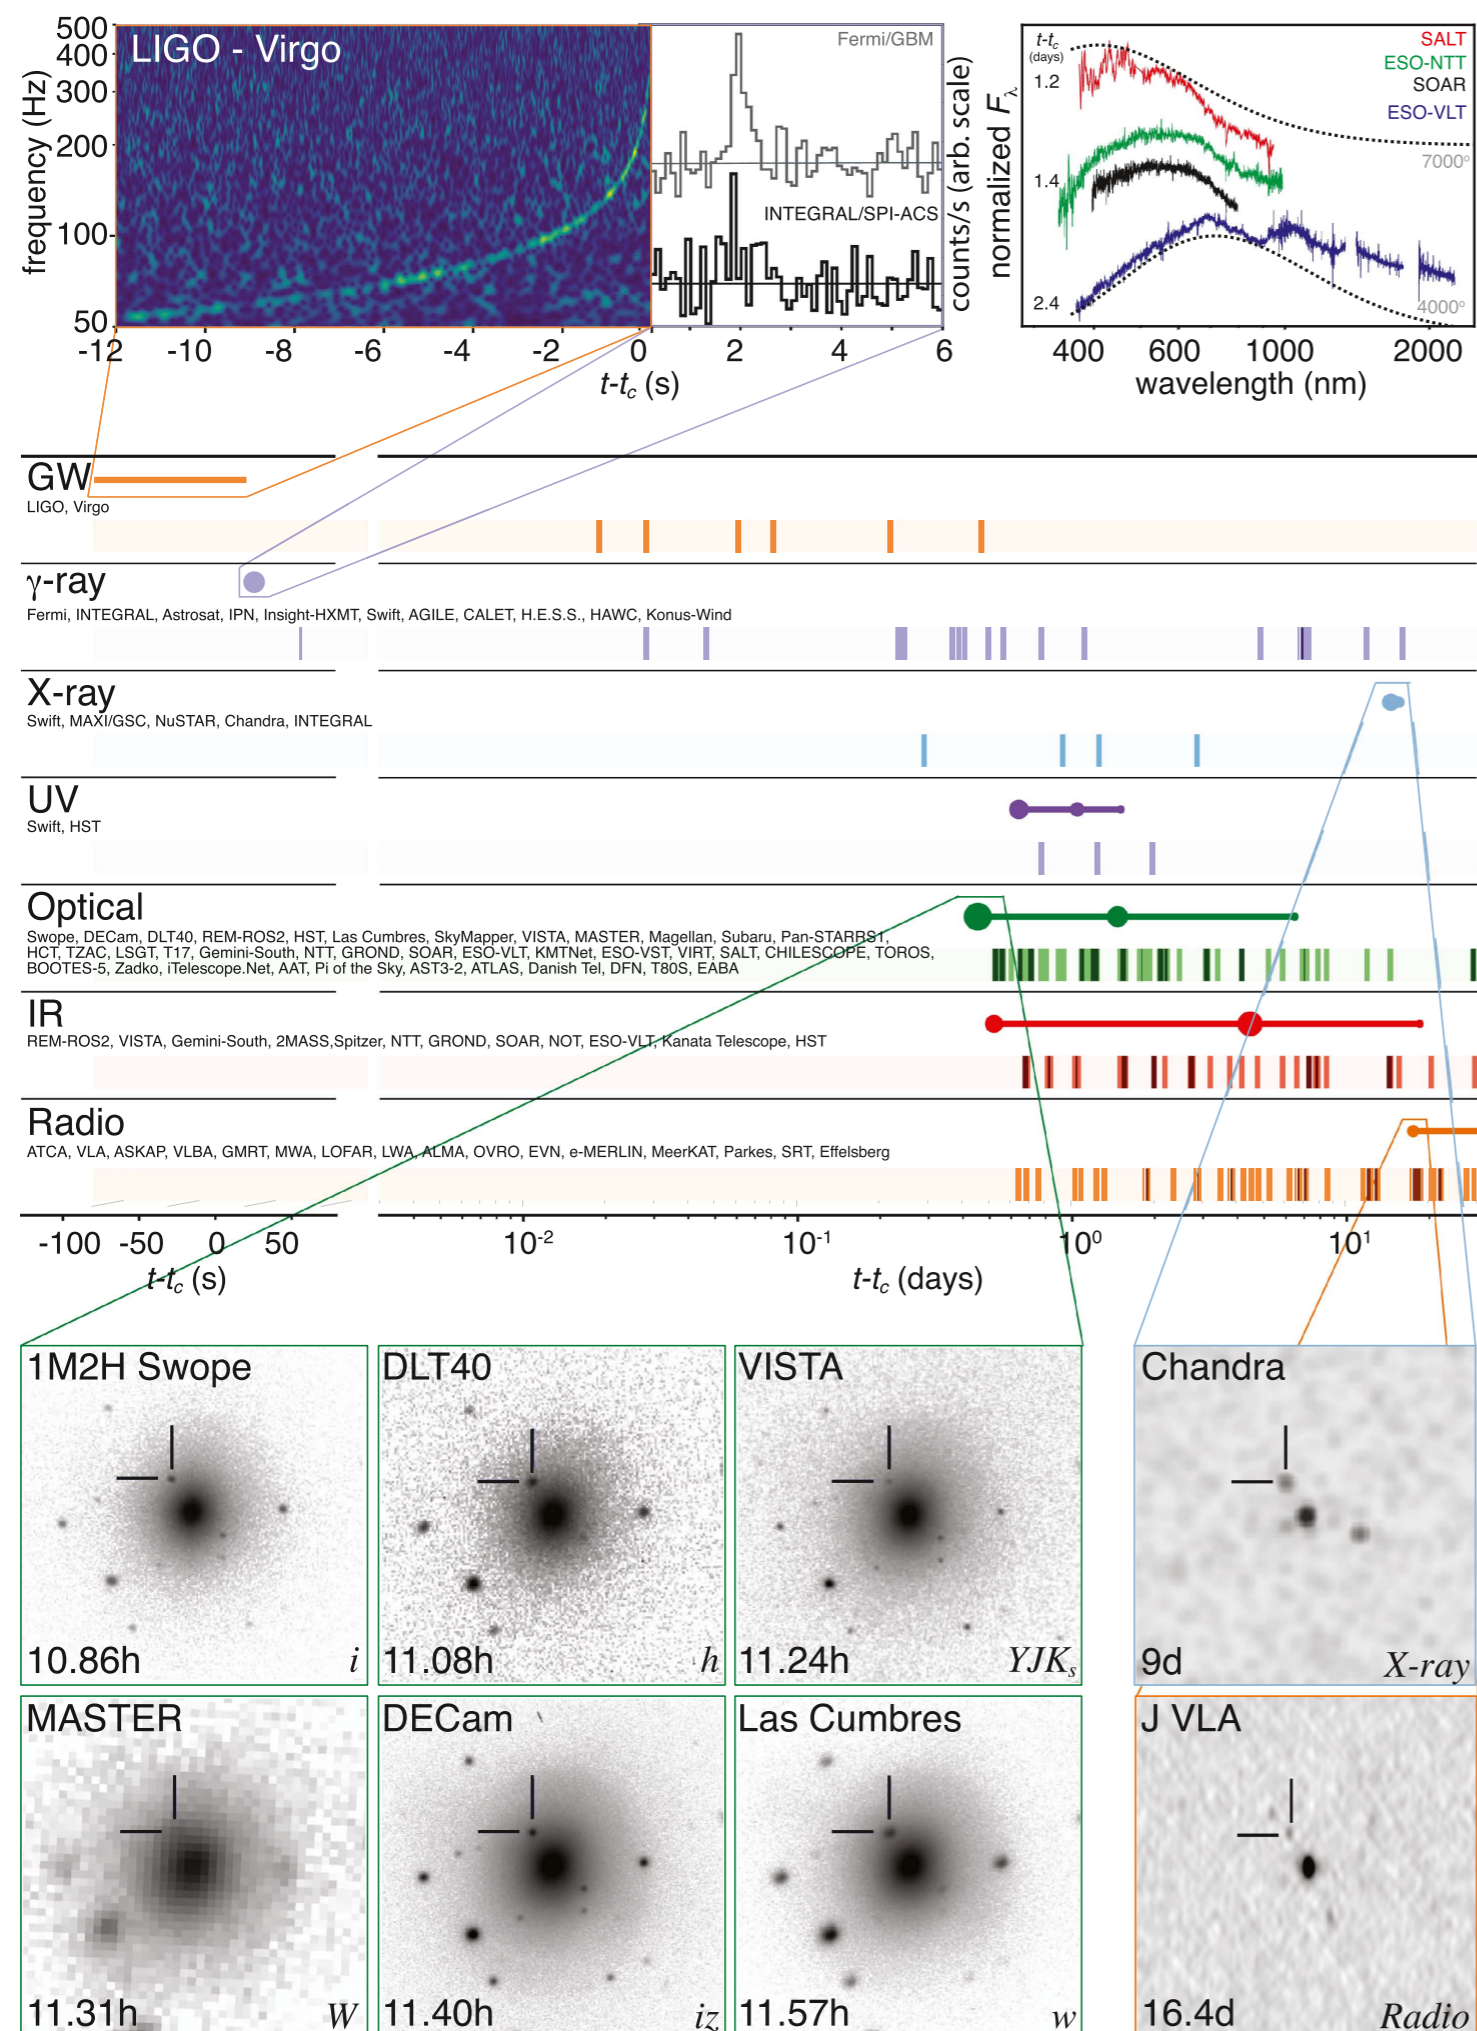 LIGO - Virgo
500
400
300
200
100
50
frequency (Hz)
-12 -10 -8 -6 -4 -2 0 2 4 6
t-tc (s)
Fermi/GBM
INTEGRAL/SPI-ACS
counts/s (arb. scale)
normalized Fλ
t-tc
(days)
1.2
1.4
2.4
SALT
ESO-NTT
SOAR
ESO-VLT
7000°
4000°
400 600 1000 2000
wavelength (nm)
GW
LIGO, Virgo
γ-ray
Fermi, INTEGRAL, Astrosat, IPN, Insight-HXMT, Swift, AGILE, CALET, H.E.S.S., HAWC, Konus-Wind
X-ray
Swift, MAXI/GSC, NuSTAR, Chandra, INTEGRAL
UV
Swift, HST
Optical
Swope, DECam, DLT40, REM-ROS2, HST, Las Cumbres, SkyMapper, VISTA, MASTER, Magellan, Subaru, Pan-STARRS1,
HCT, TZAC, LSGT, T17, Gemini-South, NTT, GROND, SOAR, ESO-VLT, KMTNet, ESO-VST, VIRT, SALT, CHILESCOPE, TOROS,
BOOTES-5, Zadko, iTelescope.Net, AAT, Pi of the Sky, AST3-2, ATLAS, Danish Tel, DFN, T80S, EABA
IR
REM-ROS2, VISTA, Gemini-South, 2MASS,Spitzer, NTT, GROND, SOAR, NOT, ESO-VLT, Kanata Telescope, HST
Radio
ATCA, VLA, ASKAP, VLBA, GMRT, MWA, LOFAR, LWA, ALMA, OVRO, EVN, e-MERLIN, MeerKAT, Parkes, SRT, Effelsberg
-100 -50 0 50 10-2 10-1 100 101
t-tc (s) t-tc (days)
1M2H Swope
10.86h i
DLT40
11.08h h
VISTA
11.24h YJKs
Chandra
9d X-ray
MASTER
11.31h W
DECam
11.40h iz
Las Cumbres
11.57h w
J VLA
16.4d Radio